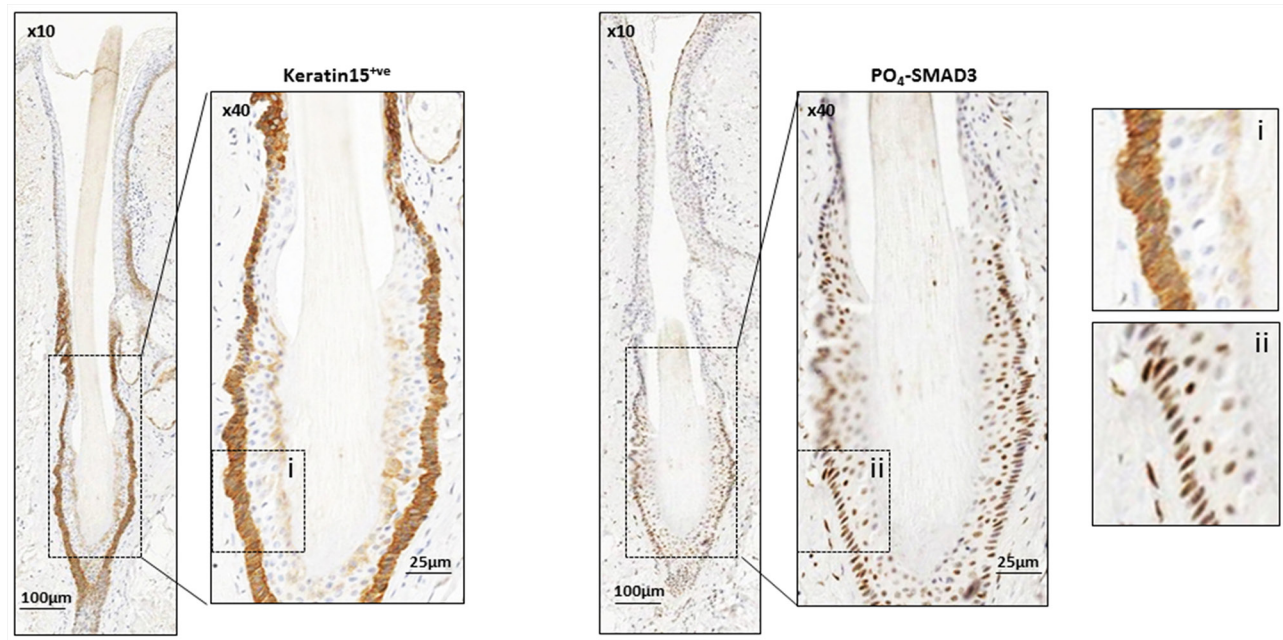 x10
Keratin15+ve
x40
i
25µm
100µm
x10
PO4-SMAD3
x40
ii
25µm
100µm
i
ii